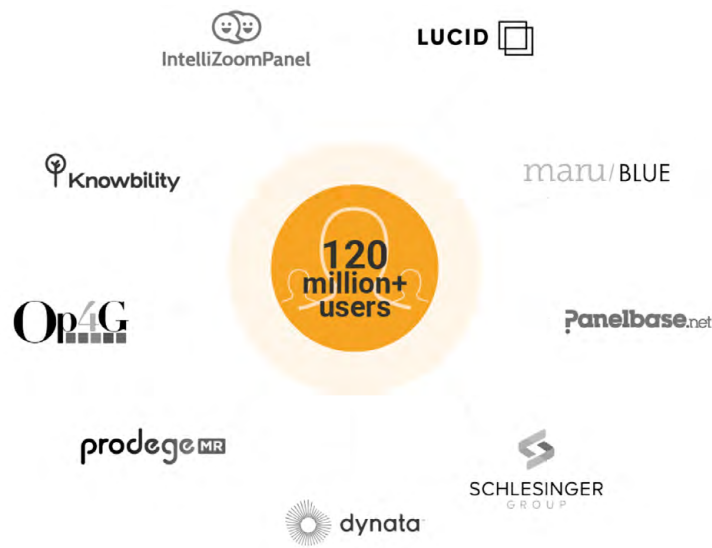 IntelliZoomPanel
LUCID
Knowbility
maru/BLUE
120
million+
users
Op4G
Panelbase.net
prodege MR
SCHLESINGER
GROUP
dynata